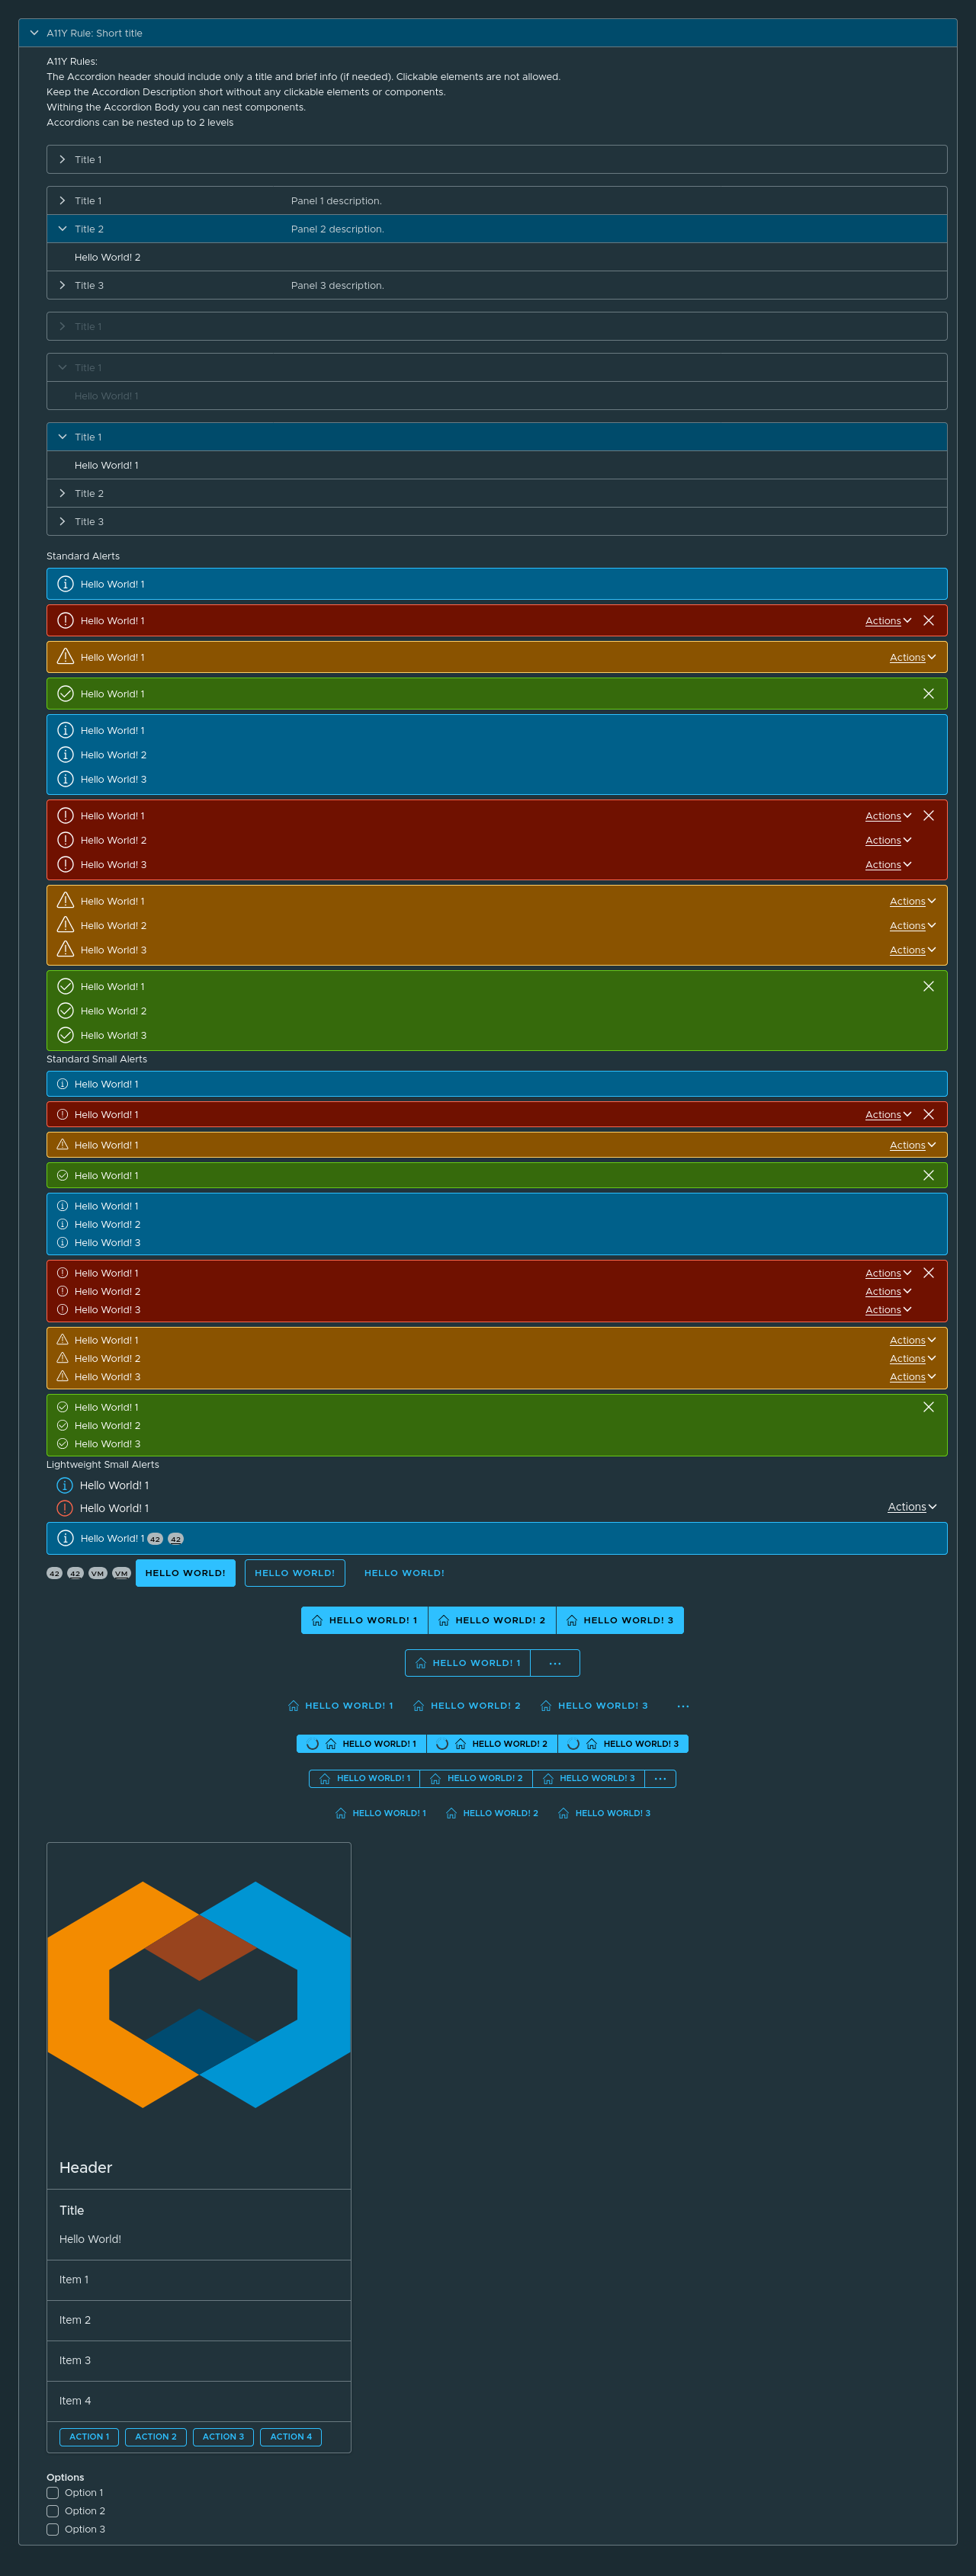 A11Y Rule: Short title
A11Y Rules:
The Accordion header should include only a title and brief info (if needed). Clickable elements are not allowed.
Keep the Accordion Description short without any clickable elements or components.
Withing the Accordion Body you can nest components.
Accordions can be nested up to 2 levels
Title 1
Title 1 Panel 1 description.
Title 2 Panel 2 description.
Hello World! 2
Title 3 Panel 3 description.
Title 1
Title 1
Hello World! 1
Title 1
Hello World! 1
Title 2
Title 3
Standard Alerts
Hello World! 1
Hello World! 1 Actions
Hello World! 1 Actions
Hello World! 1
Hello World! 1
Hello World! 2
Hello World! 3
Hello World! 1 Actions
Hello World! 2 Actions
Hello World! 3 Actions
Hello World! 1 Actions
Hello World! 2 Actions
Hello World! 3 Actions
Hello World! 1
Hello World! 2
Hello World! 3
Standard Small Alerts
Hello World! 1
Hello World! 1 Actions
Hello World! 1 Actions
Hello World! 1
Hello World! 1
Hello World! 2
Hello World! 3
Hello World! 1 Actions
Hello World! 2 Actions
Hello World! 3 Actions
Hello World! 1 Actions
Hello World! 2 Actions
Hello World! 3 Actions
Hello World! 1
Hello World! 2
Hello World! 3
Lightweight Small Alerts
Hello World! 1
Hello World! 1 Actions
Hello World! 1 42 42
42 42 VM VM HELLO WORLD! HELLO WORLD! HELLO WORLD!
HELLO WORLD! 1 HELLO WORLD! 2 HELLO WORLD! 3
HELLO WORLD! 1 ...
HELLO WORLD! 1 HELLO WORLD! 2 HELLO WORLD! 3 ...
HELLO WORLD! 1 HELLO WORLD! 2 HELLO WORLD! 3
HELLO WORLD! 1 HELLO WORLD! 2 HELLO WORLD! 3 ...
HELLO WORLD! 1 HELLO WORLD! 2 HELLO WORLD! 3
Header
Title
Hello World!
Item 1
Item 2
Item 3
Item 4
ACTION 1 ACTION 2 ACTION 3 ACTION 4
Options
Option 1
Option 2
Option 3